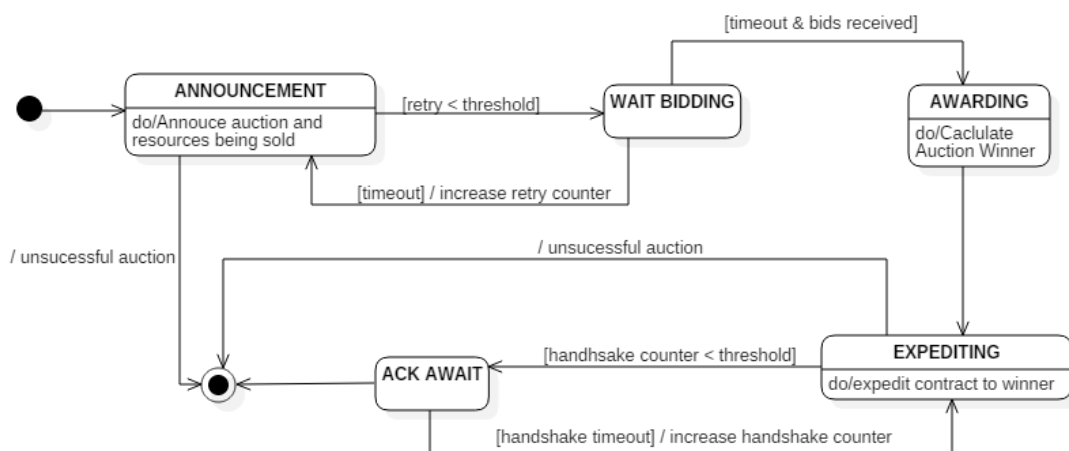 [timeout & bids received]
ANNOUNCEMENT
do/Annouce auction and
resources being sold
[retry < threshold]
WAIT BIDDING
AWARDING
do/Caclulate
Auction Winner
[timeout] / increase retry counter
/ unsucessful auction
/ unsucessful auction
EXPEDITING
do/expedit contract to winner
[handhsake counter < threshold]
ACK AWAIT
[handshake timeout] / increase handshake counter